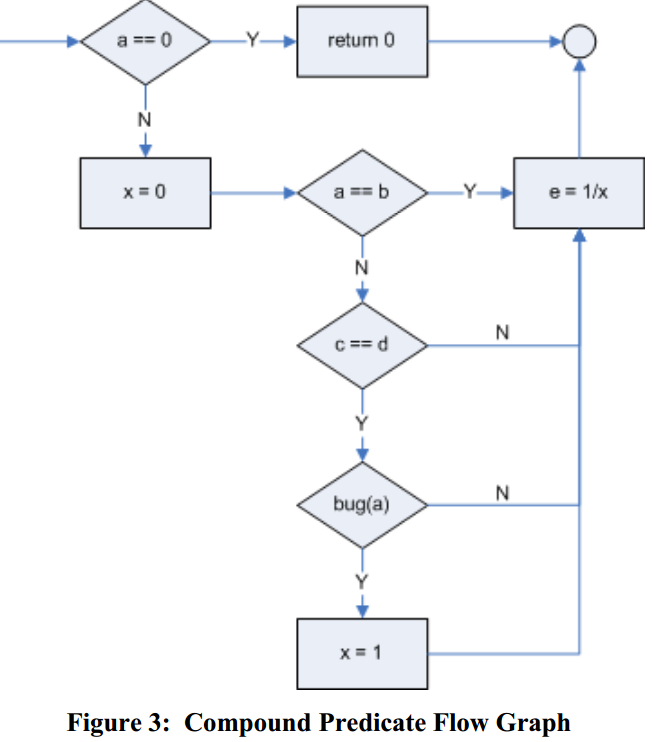 a == 0
Y
return 0
N
x = 0
a == b
Y
e = 1/x
N
c == d
N
Y
bug(a)
N
Y
x = 1
Figure 3: Compound Predicate Flow Graph